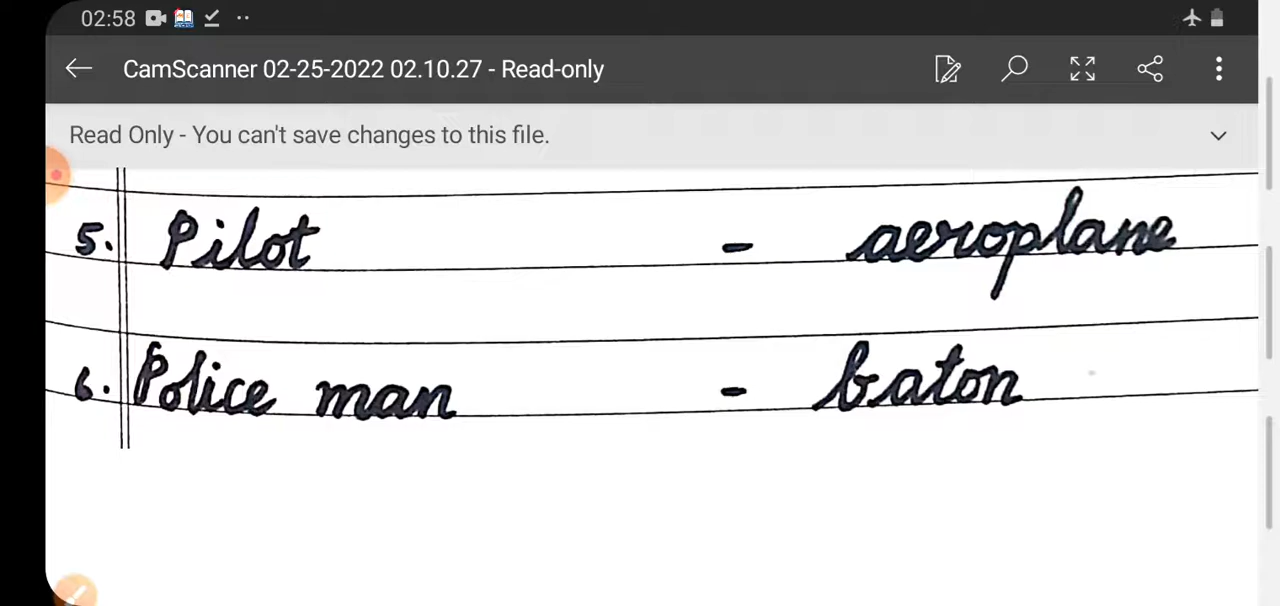 02:58
CamScanner 02-25-2022 02.10.27 - Read-only
Read Only - You can't save changes to this file.
5. Pilot - aeroplane
6. Police man - baton